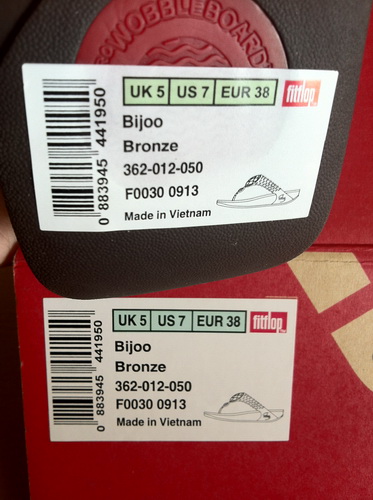 WOBBLEBOARD
UK 5 US 7 EUR 38 fitflop
Bijoo
Bronze
362-012-050
F0030 0913
Made in Vietnam
0 883945 441950
UK 5 US 7 EUR 38 fitflop
Bijoo
Bronze
362-012-050
F0030 0913
Made in Vietnam
0 883945 441950